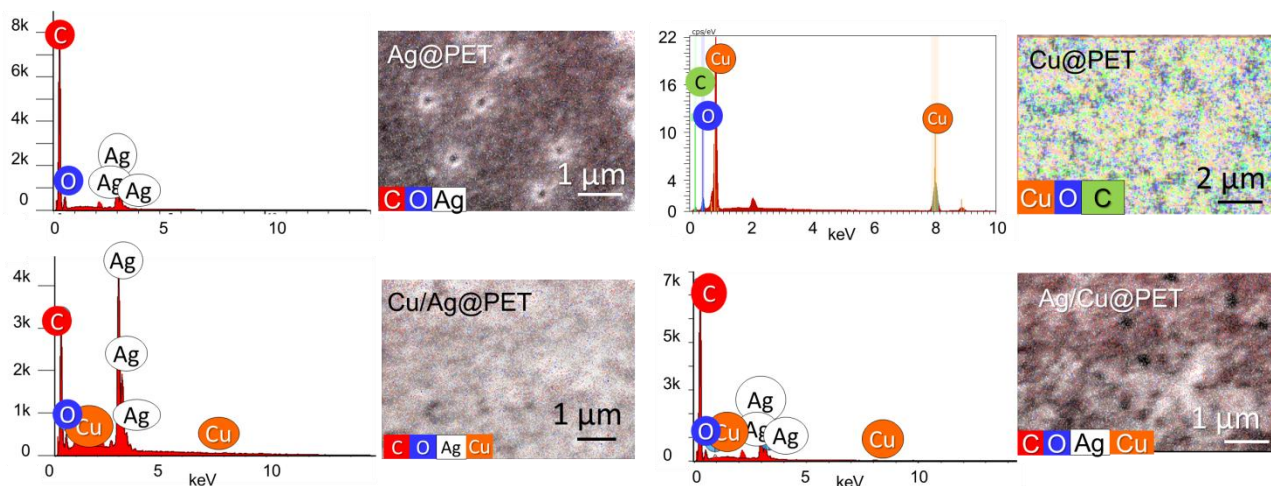 8k
6k
4k
2k
0
C
O
Ag
Ag
Ag
0
5
10
Ag@PET
1 µm
C O Ag
cps/eV
22
16
10
4
0
C
Cu
O
Cu
0 2 4 6 8 10
keV
Cu@PET
2 µm
Cu O C
4k
3k
2k
1k
0
C
O
Cu
Ag
Ag
Ag
Cu
0
5
10
keV
Cu/Ag@PET
1 µm
C O Ag Cu
7k
5k
3k
0
C
O
Cu
Ag
Ag
Ag
Cu
0
5
10
keV
Ag/Cu@PET
1 µm
C O Ag Cu